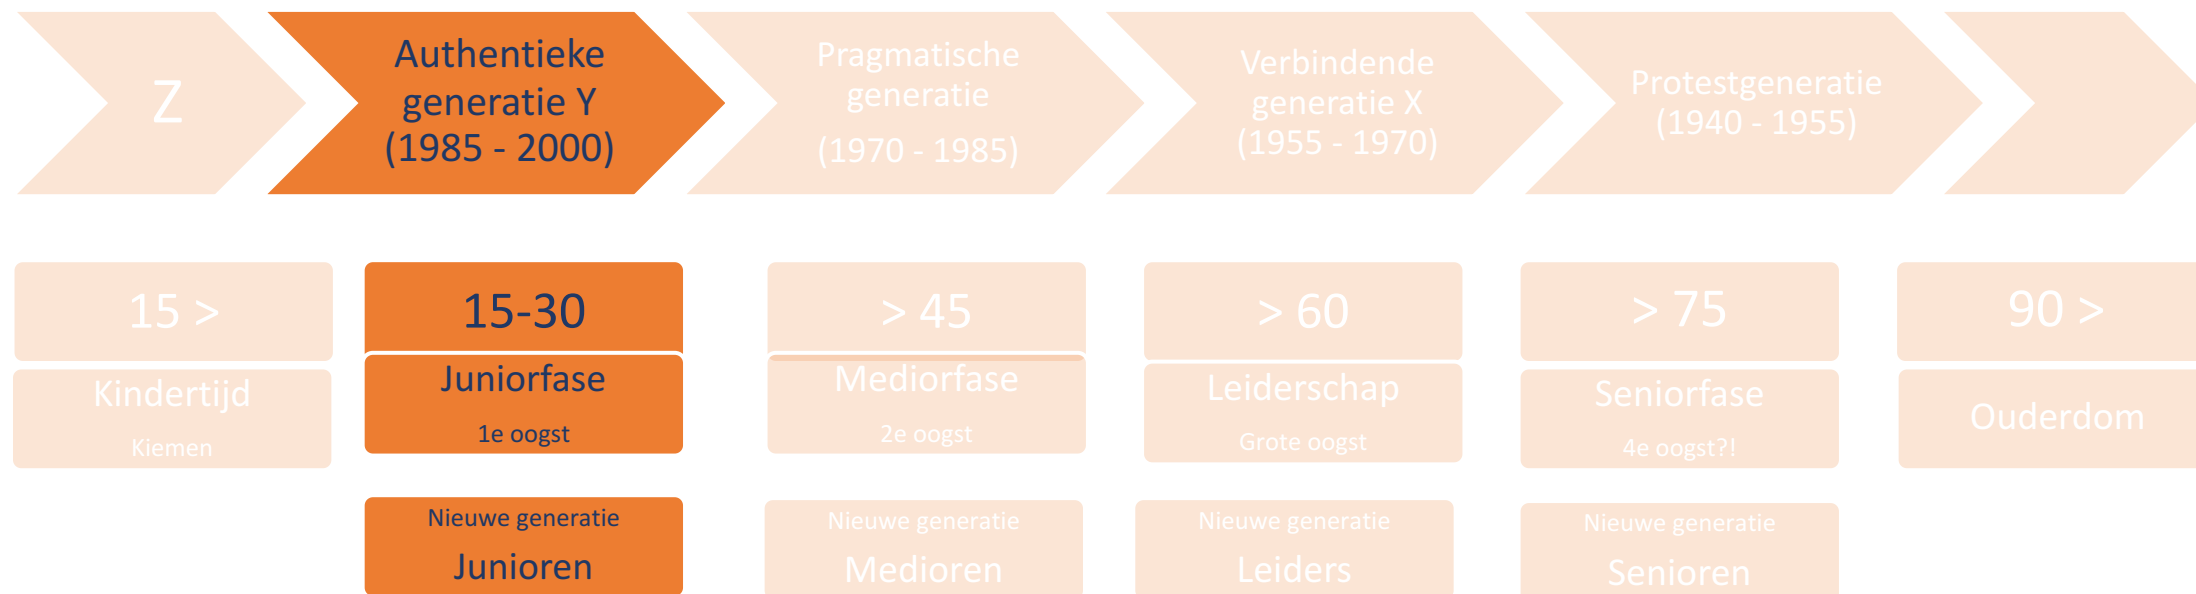 Z
Authentieke
generatie Y
(1985 - 2000)
Pragmatische
generatie
(1970 - 1985)
Verbindende
generatie X
(1955 - 1970)
Protestgeneratie
(1940 - 1955)
15 >
15-30
> 45
> 60
> 75
90 >
Kindertijd
Kiemen
Juniorfase
1e oogst
Mediorfase
2e oogst
Leiderschap
Grote oogst
Seniorfase
4e oogst?!
Ouderdom
Nieuwe generatie
Junioren
Nieuwe generatie
Medioren
Nieuwe generatie
Leiders
Nieuwe generatie
Senioren